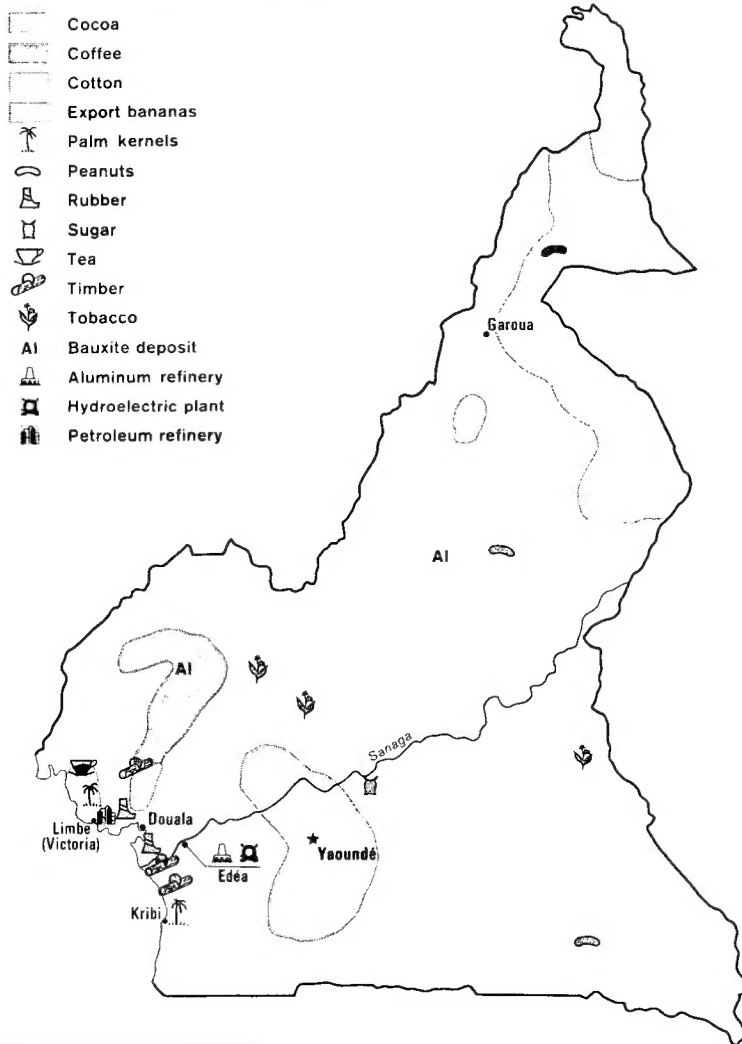 Cocoa
Coffee
Cotton
Export bananas
Palm kernels
Peanuts
Rubber
Sugar
Tea
Timber
Tobacco
Al Bauxite deposit
Aluminum refinery
Hydroelectric plant
Petroleum refinery
Garoua
Al
Al
Sanaga
Limbe
(Victoria)
Douala
Yaoundé
Edéa
Kribi